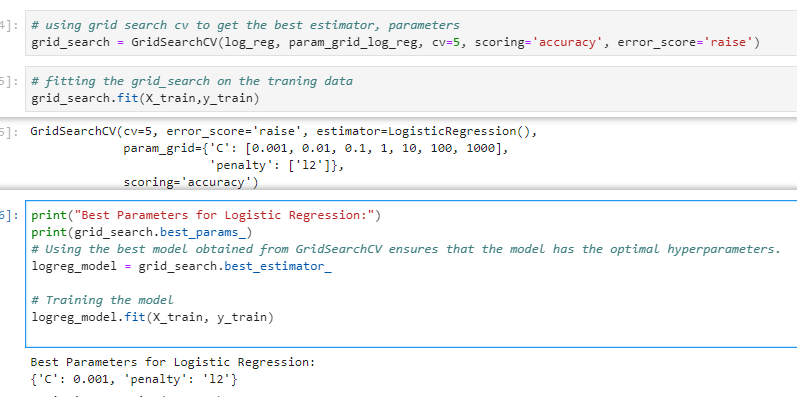 4]:
# using grid search cv to get the best estimator, parameters
grid_search = GridSearchCV(log_reg, param_grid_log_reg, cv=5, scoring='accuracy', error_score='raise')
5]:
# fitting the grid_search on the traning data
grid_search.fit(X_train,y_train)
5]:
GridSearchCV(cv=5, error_score='raise', estimator=LogisticRegression(),
param_grid={'C': [0.001, 0.01, 0.1, 1, 10, 100, 1000],
'penalty': ['l2']},
scoring='accuracy')
6]:
print("Best Parameters for Logistic Regression:")
print(grid_search.best_params_)
# Using the best model obtained from GridSearchCV ensures that the model has the optimal hyperparameters.
logreg_model = grid_search.best_estimator_
# Training the model
logreg_model.fit(X_train, y_train)
Best Parameters for Logistic Regression:
{'C': 0.001, 'penalty': 'l2'}